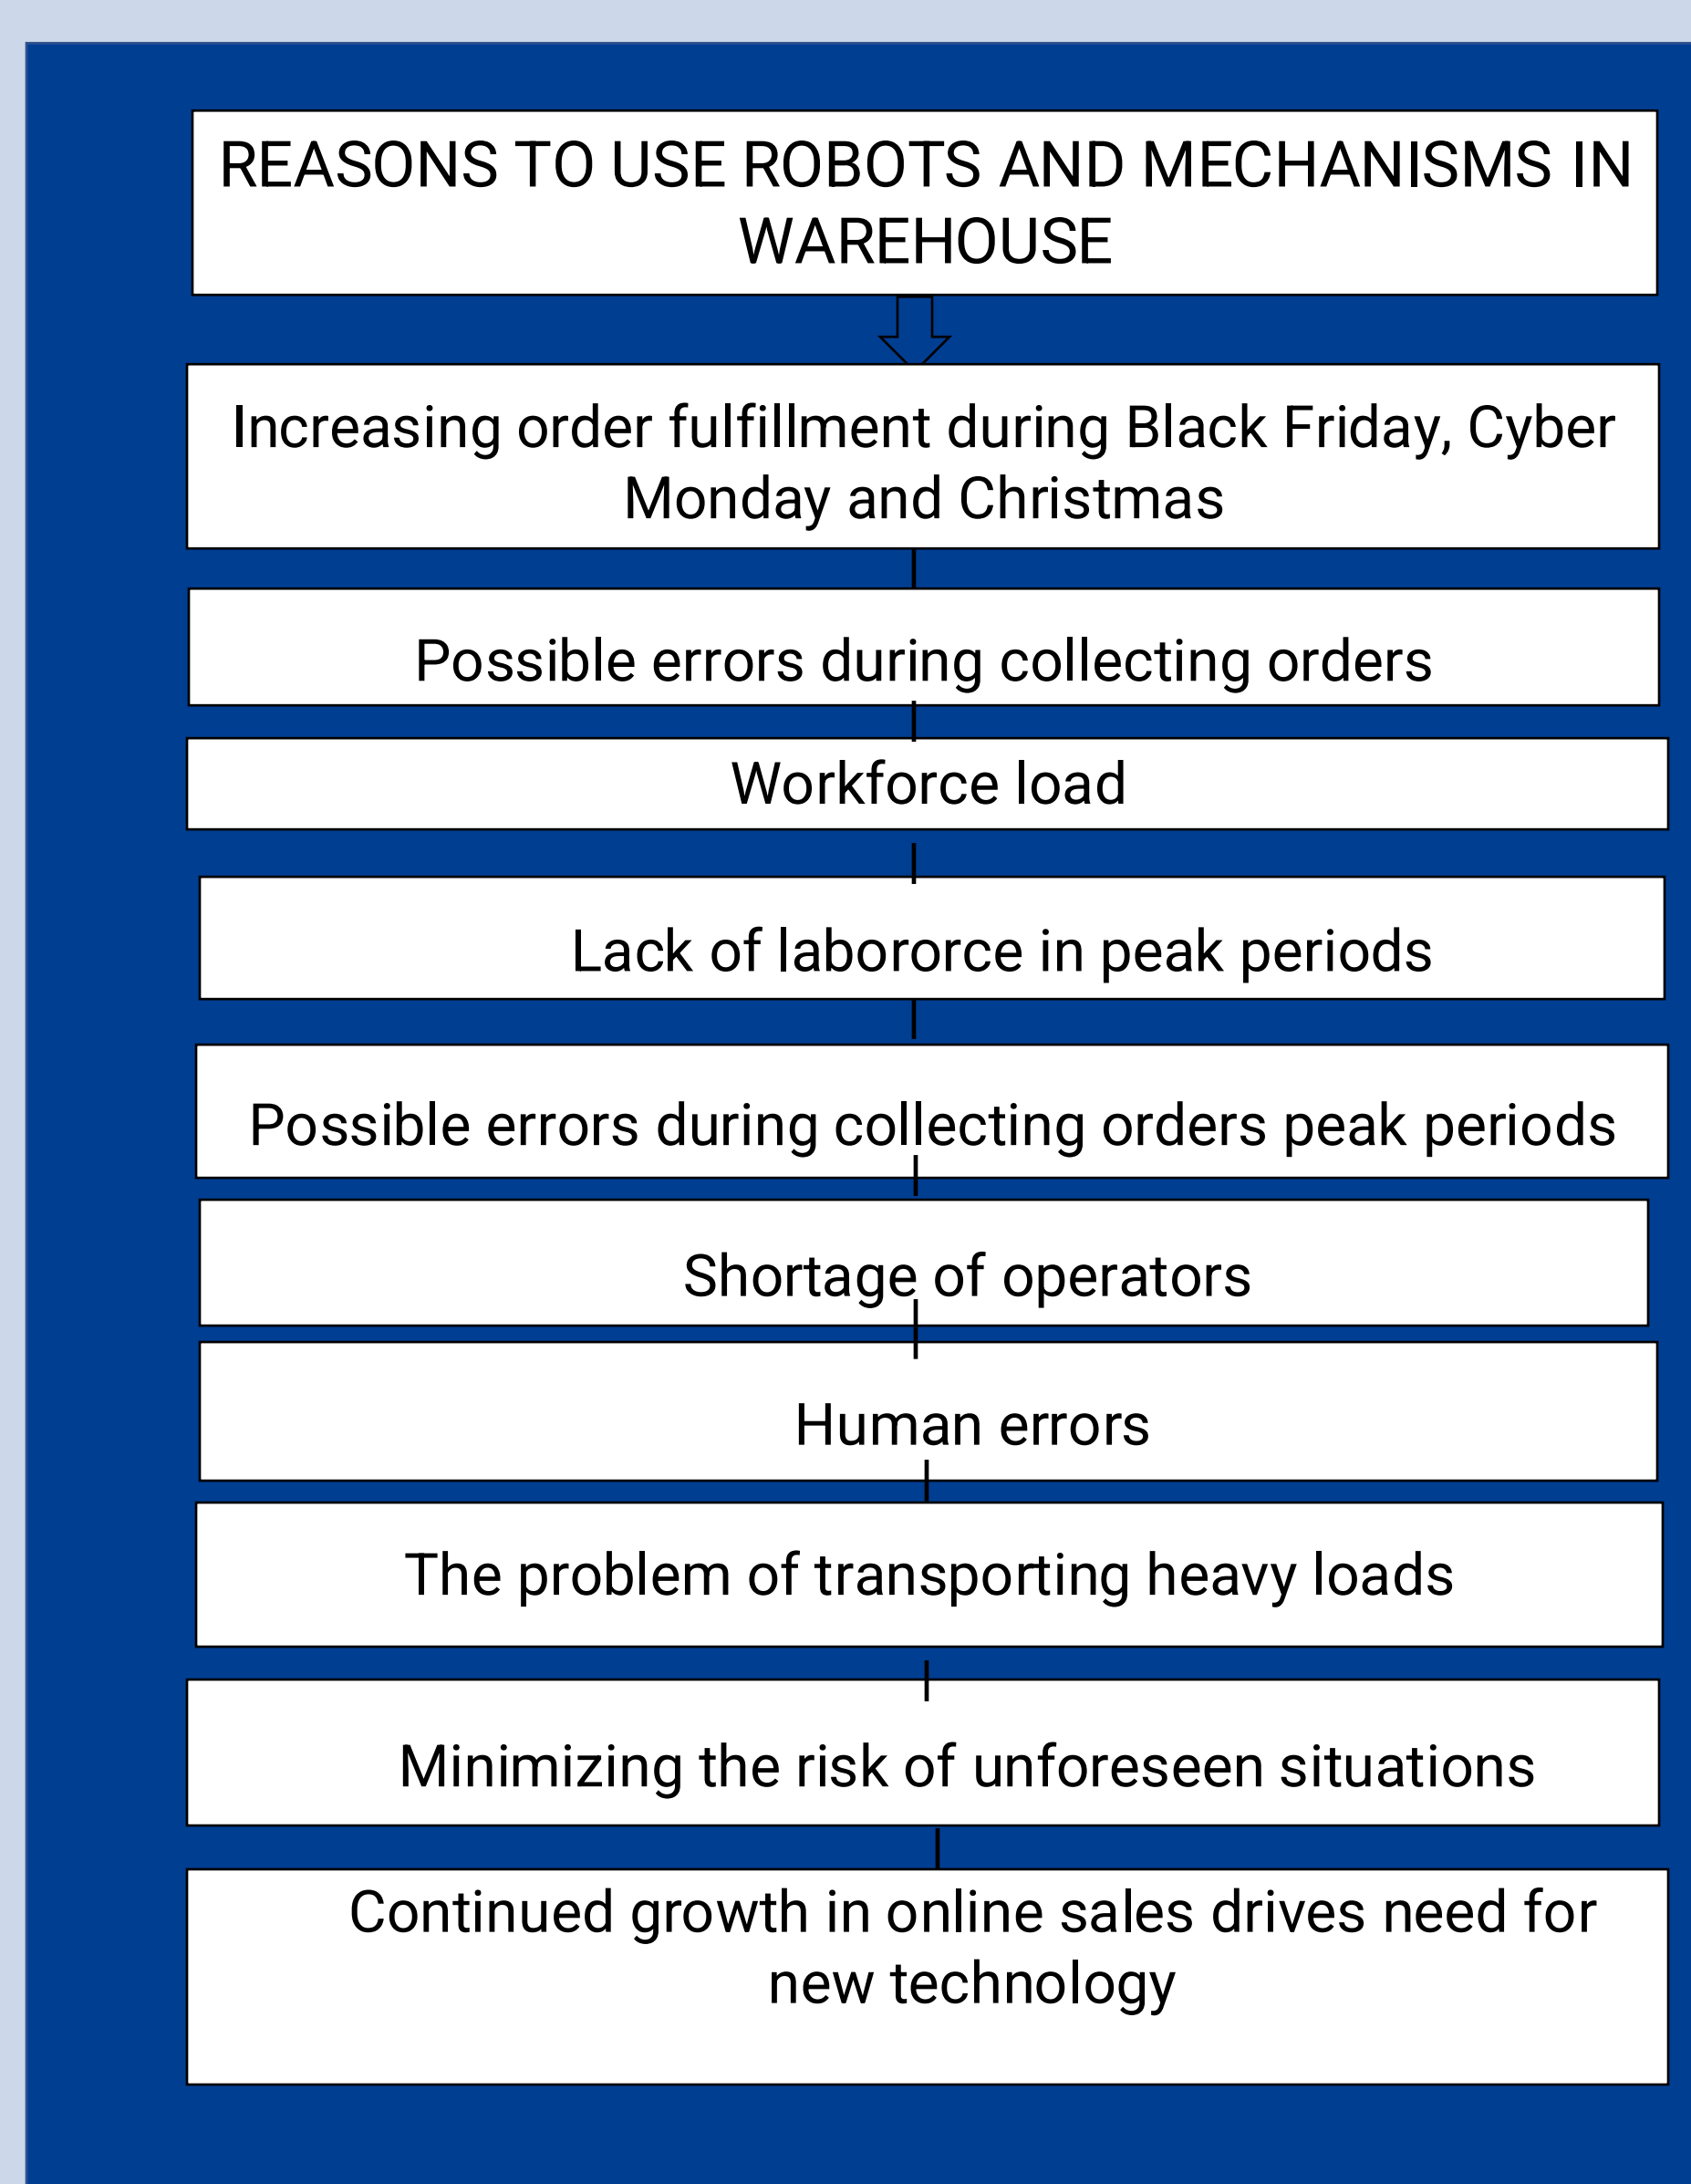 REASONS TO USE ROBOTS AND MECHANISMS IN
WAREHOUSE
Increasing order fulfillment during Black Friday, Cyber
Monday and Christmas
Possible errors during collecting orders
Workforce load
Lack of labororce in peak periods
Possible errors during collecting orders peak periods
Shortage of operators
Human errors
The problem of transporting heavy loads
Minimizing the risk of unforeseen situations
Continued growth in online sales drives need for
new technology